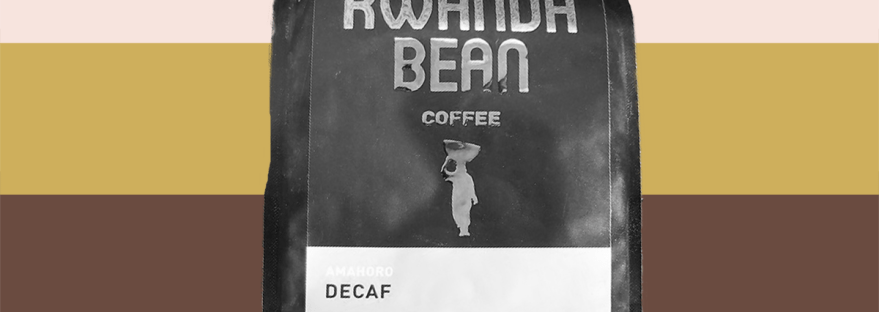 RWANDA
BEAN
COFFEE
AMAHORO
DECAF